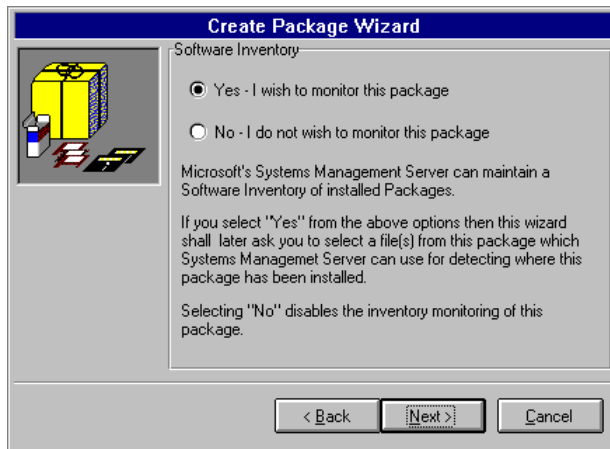 Create Package Wizard
Software Inventory
Yes - I wish to monitor this package
No - I do not wish to monitor this package
Microsoft's Systems Management Server can maintain a
Software Inventory of installed Packages.
If you select "Yes" from the above options then this wizard
shall later ask you to select a file(s) from this package which
Systems Managemet Server can use for detecting where this
package has been installed.
Selecting "No" disables the inventory monitoring of this
package.
< Back
Next >
Cancel